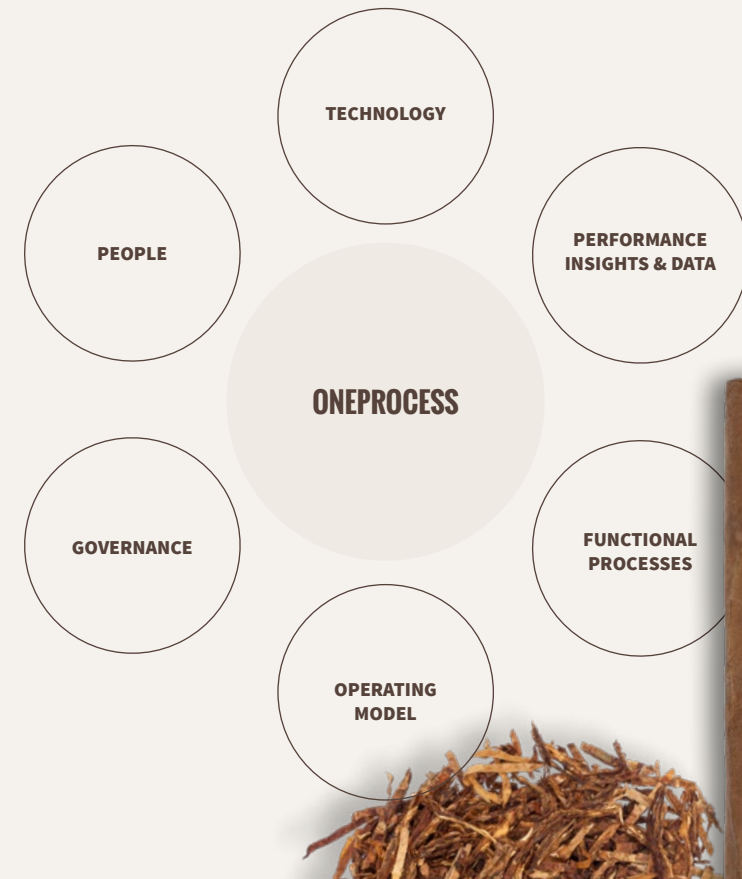 TECHNOLOGY
PEOPLE
PERFORMANCE
INSIGHTS & DATA
ONEPROCESS
GOVERNANCE
FUNCTIONAL
PROCESSES
OPERATING
MODEL